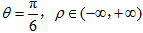 θ = π/6, ρ∈(−∞,+∞)